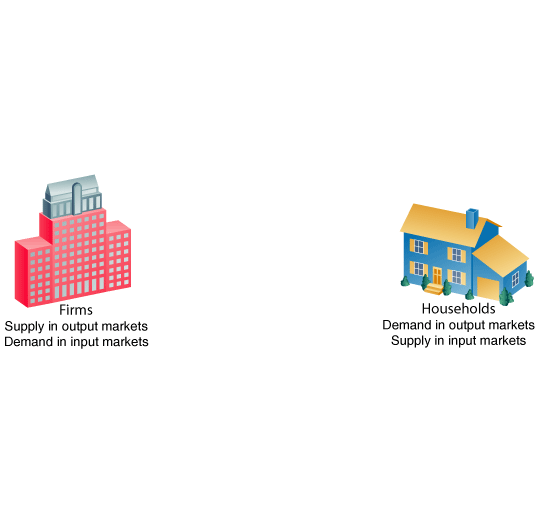 Firms
Supply in output markets
Demand in input markets
Households
Demand in output markets
Supply in input markets